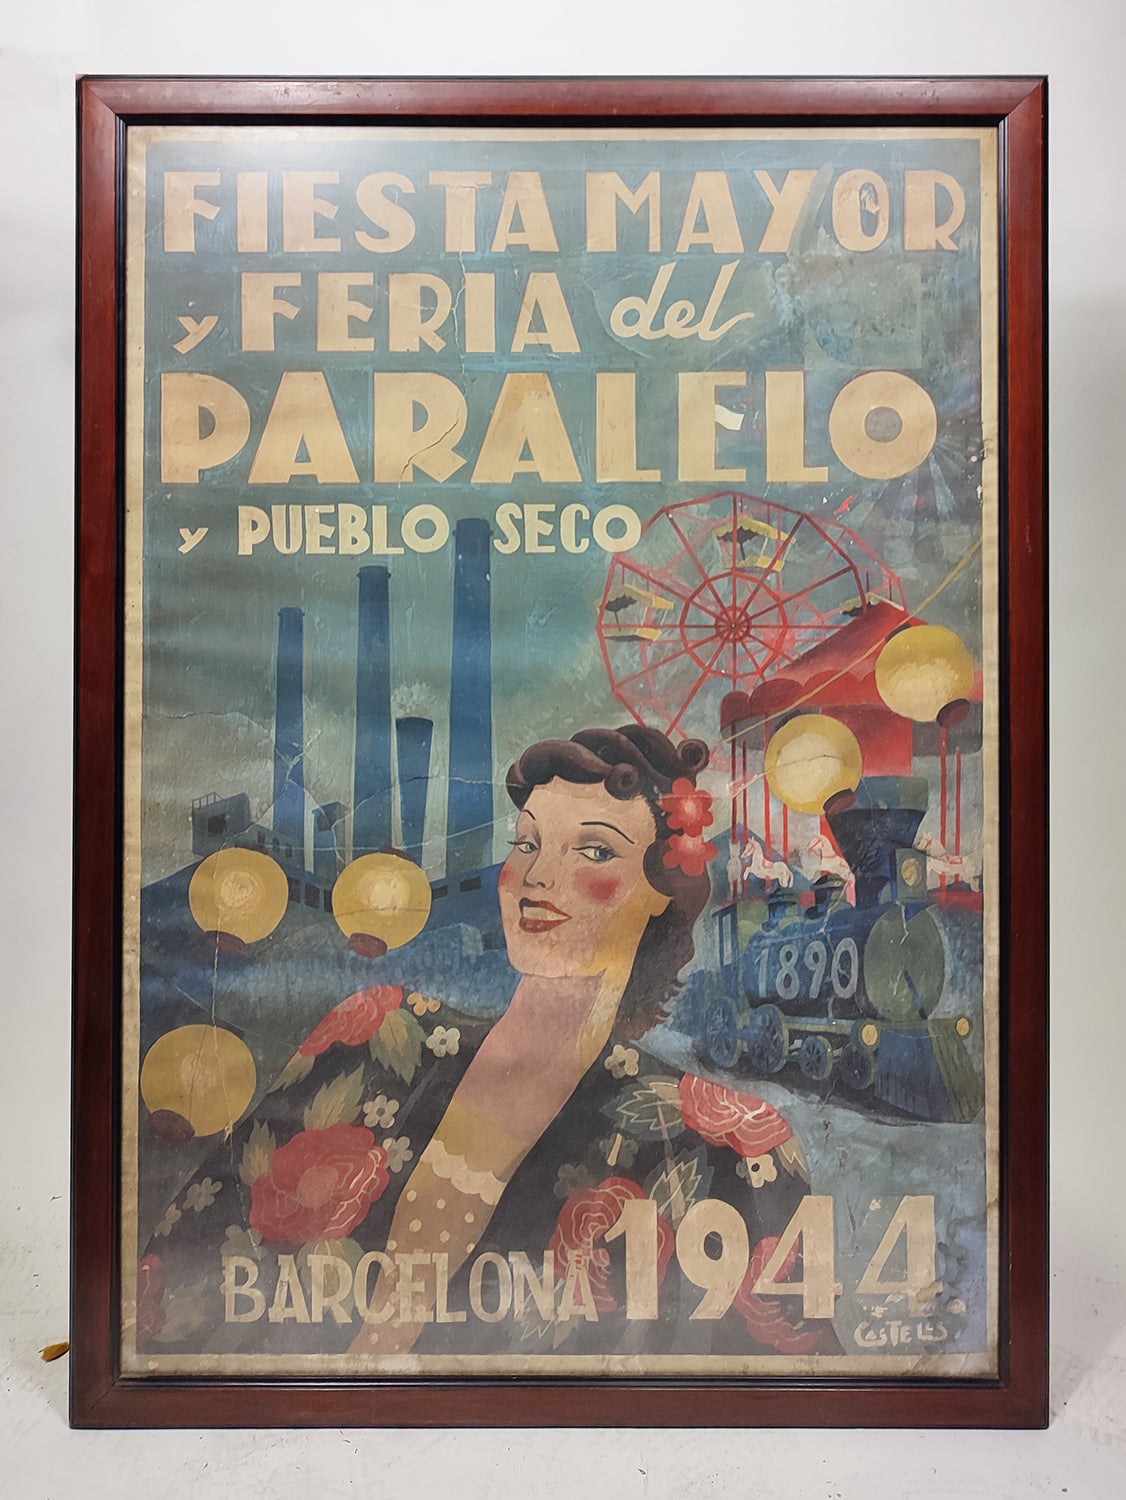 FIESTA MAYOR
y FERIA del
PARALELO
y PUEBLO SECO
1890
BARCELONA 1944
CASTELLS